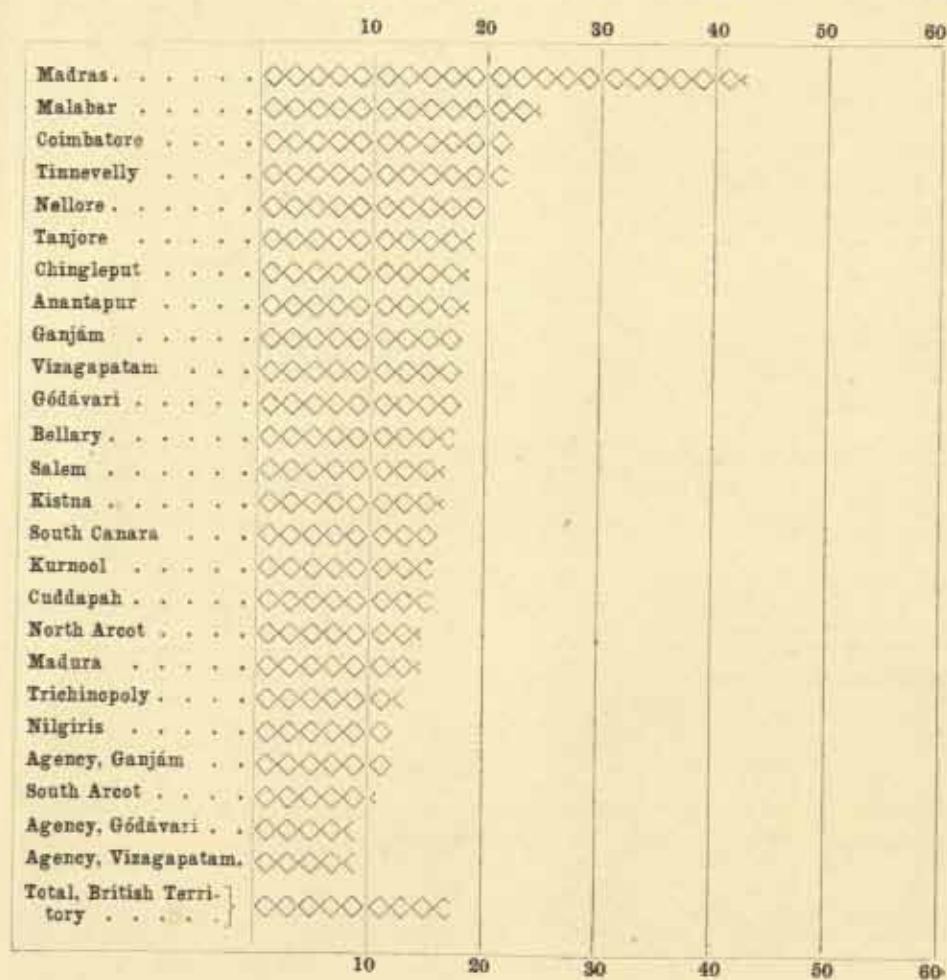 10 20 30 40 50 60
Madras . . . . . .
Malabar . . . . .
Coimbatore . . . .
Tinnevelly . . . .
Nellore . . . . . .
Tanjore . . . . .
Chingleput . . . .
Anantapur . . . .
Ganjám . . . . .
Vizagapatam . . .
Gódávari . . . . .
Bellary . . . . . .
Salem . . . . . .
Kistna . . . . . .
South Canara . . .
Kurnool . . . . .
Cuddapah . . . . .
North Arcot . . . .
Madura . . . . .
Trichinopoly . . . .
Nilgiris . . . . .
Agency, Ganjám . .
South Arcot . . . .
Agency, Gódávari . .
Agency, Vizagapatam.
Total, British Terri-
tory . . . . .
10 20 30 40 50 60